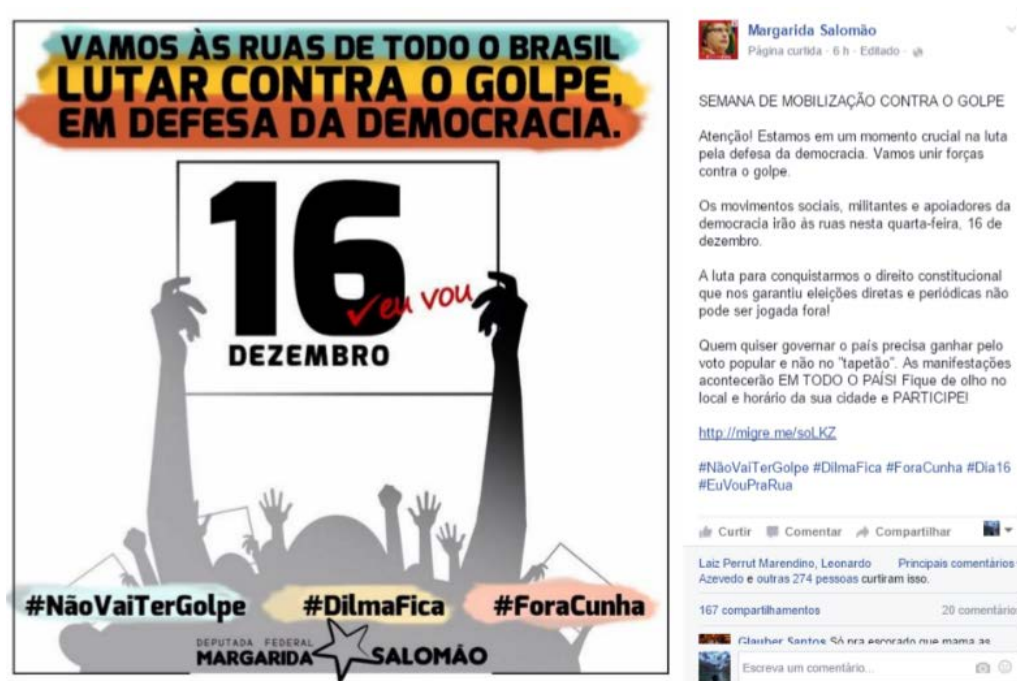 VAMOS ÀS RUAS DE TODO O BRASIL
LUTAR CONTRA O GOLPE,
EM DEFESA DA DEMOCRACIA.
16
✓eu vou
DEZEMBRO
#NãoVaiTerGolpe #DilmaFica #ForaCunha
DEPUTADA FEDERAL
MARGARIDA SALOMÃO
Margarida Salomão
Página curtida · 6 h · Editado ·
SEMANA DE MOBILIZAÇÃO CONTRA O GOLPE
Atenção! Estamos em um momento crucial na luta
pela defesa da democracia. Vamos unir forças
contra o golpe.
Os movimentos sociais, militantes e apoiadores da
democracia irão às ruas nesta quarta-feira, 16 de
dezembro.
A luta para conquistarmos o direito constitucional
que nos garantiu eleições diretas e periódicas não
pode ser jogada fora!
Quem quiser governar o país precisa ganhar pelo
voto popular e não no "tapetão". As manifestações
acontecerão EM TODO O PAÍS! Fique de olho no
local e horário da sua cidade e PARTICIPE!
http://migre.me/soLKZ
#NãoVaiTerGolpe #DilmaFica #ForaCunha #Dia16
#EuVouPraRua
Curtir Comentar Compartilhar
Laiz Perrut Marendino, Leonardo Principais comentários
Azevedo e outras 274 pessoas curtiram isso.
167 compartilhamentos 20 comentário
Glauber Santos Só pra escorado que mama as
Escreva um comentário...